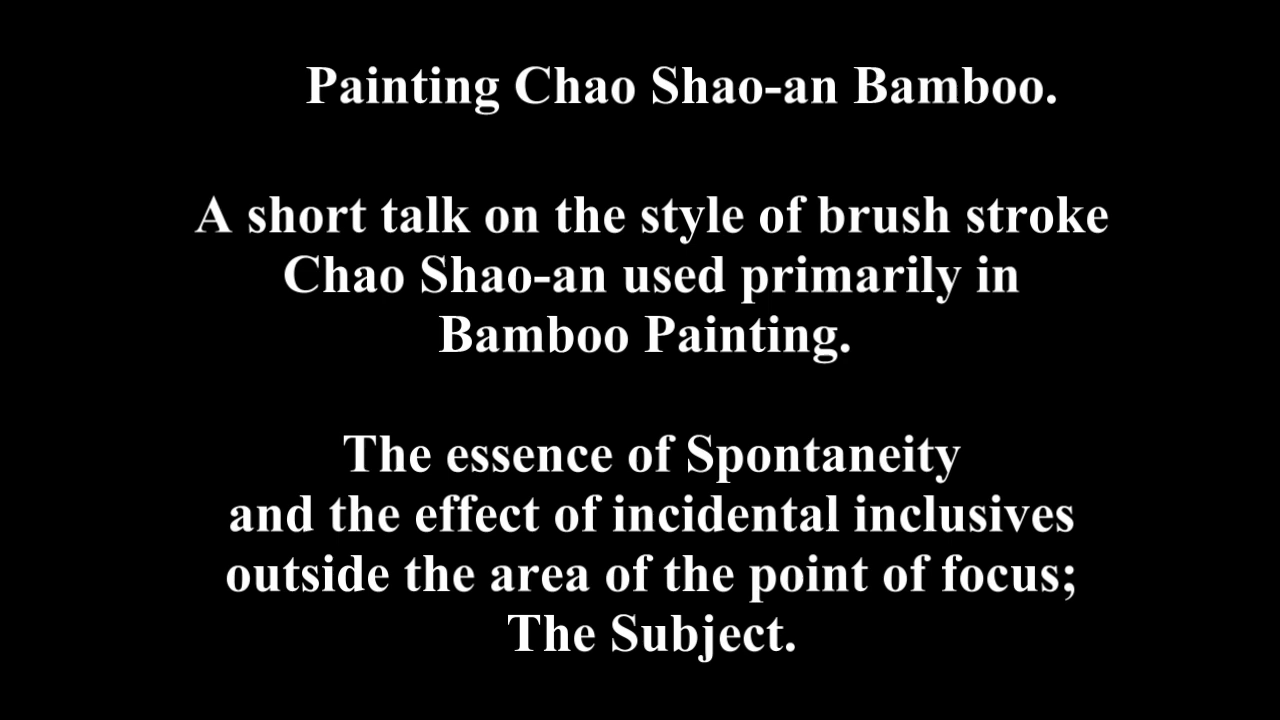 Painting Chao Shao-an Bamboo.
A short talk on the style of brush stroke
Chao Shao-an used primarily in
Bamboo Painting.
The essence of Spontaneity
and the effect of incidental inclusives
outside the area of the point of focus;
The Subject.